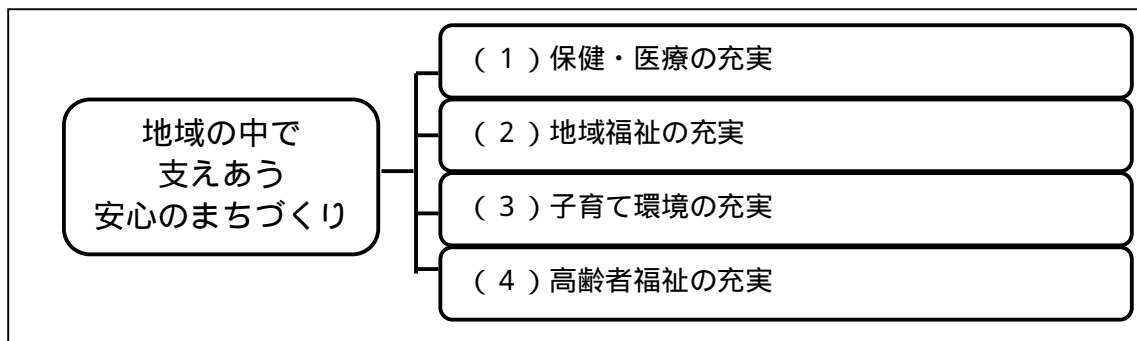 地域の中で
支えあう
安心のまちづくり
(1)保健・医療の充実
(2)地域福祉の充実
(3)子育て環境の充実
(4)高齢者福祉の充実